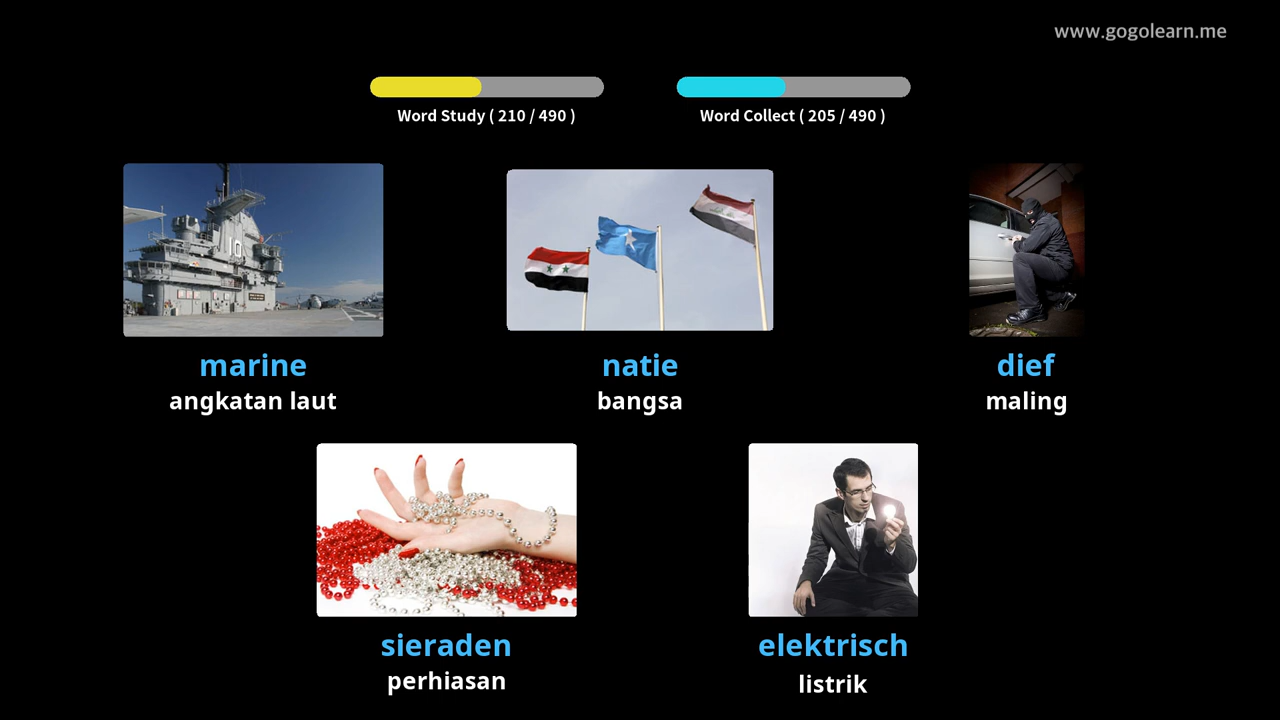 www.gogolearn.me
Word Study ( 210 / 490 )
Word Collect ( 205 / 490 )
10
marine
angkatan laut
natie
bangsa
dief
maling
sieraden
perhiasan
elektrisch
listrik